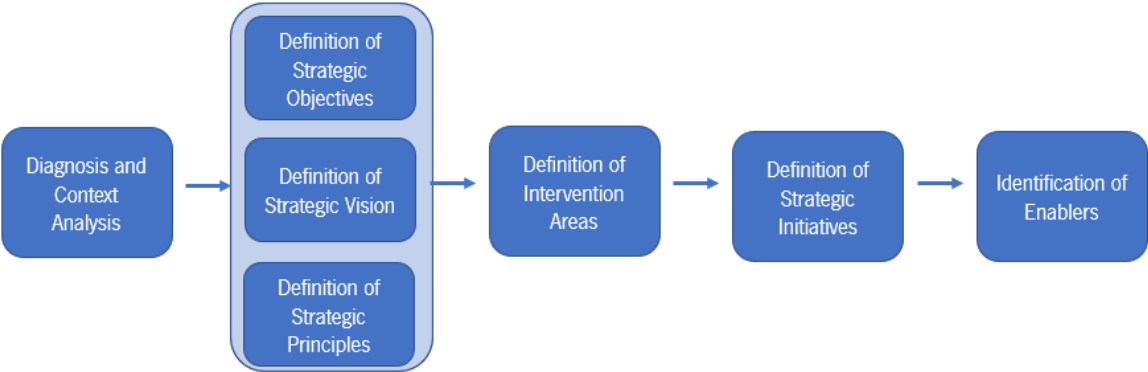 Diagnosis and
Context
Analysis
Definition of
Strategic
Objectives
Definition of
Strategic Vision
Definition of
Strategic
Principles
Definition of
Intervention
Areas
Definition of
Strategic
Initiatives
Identification of
Enablers